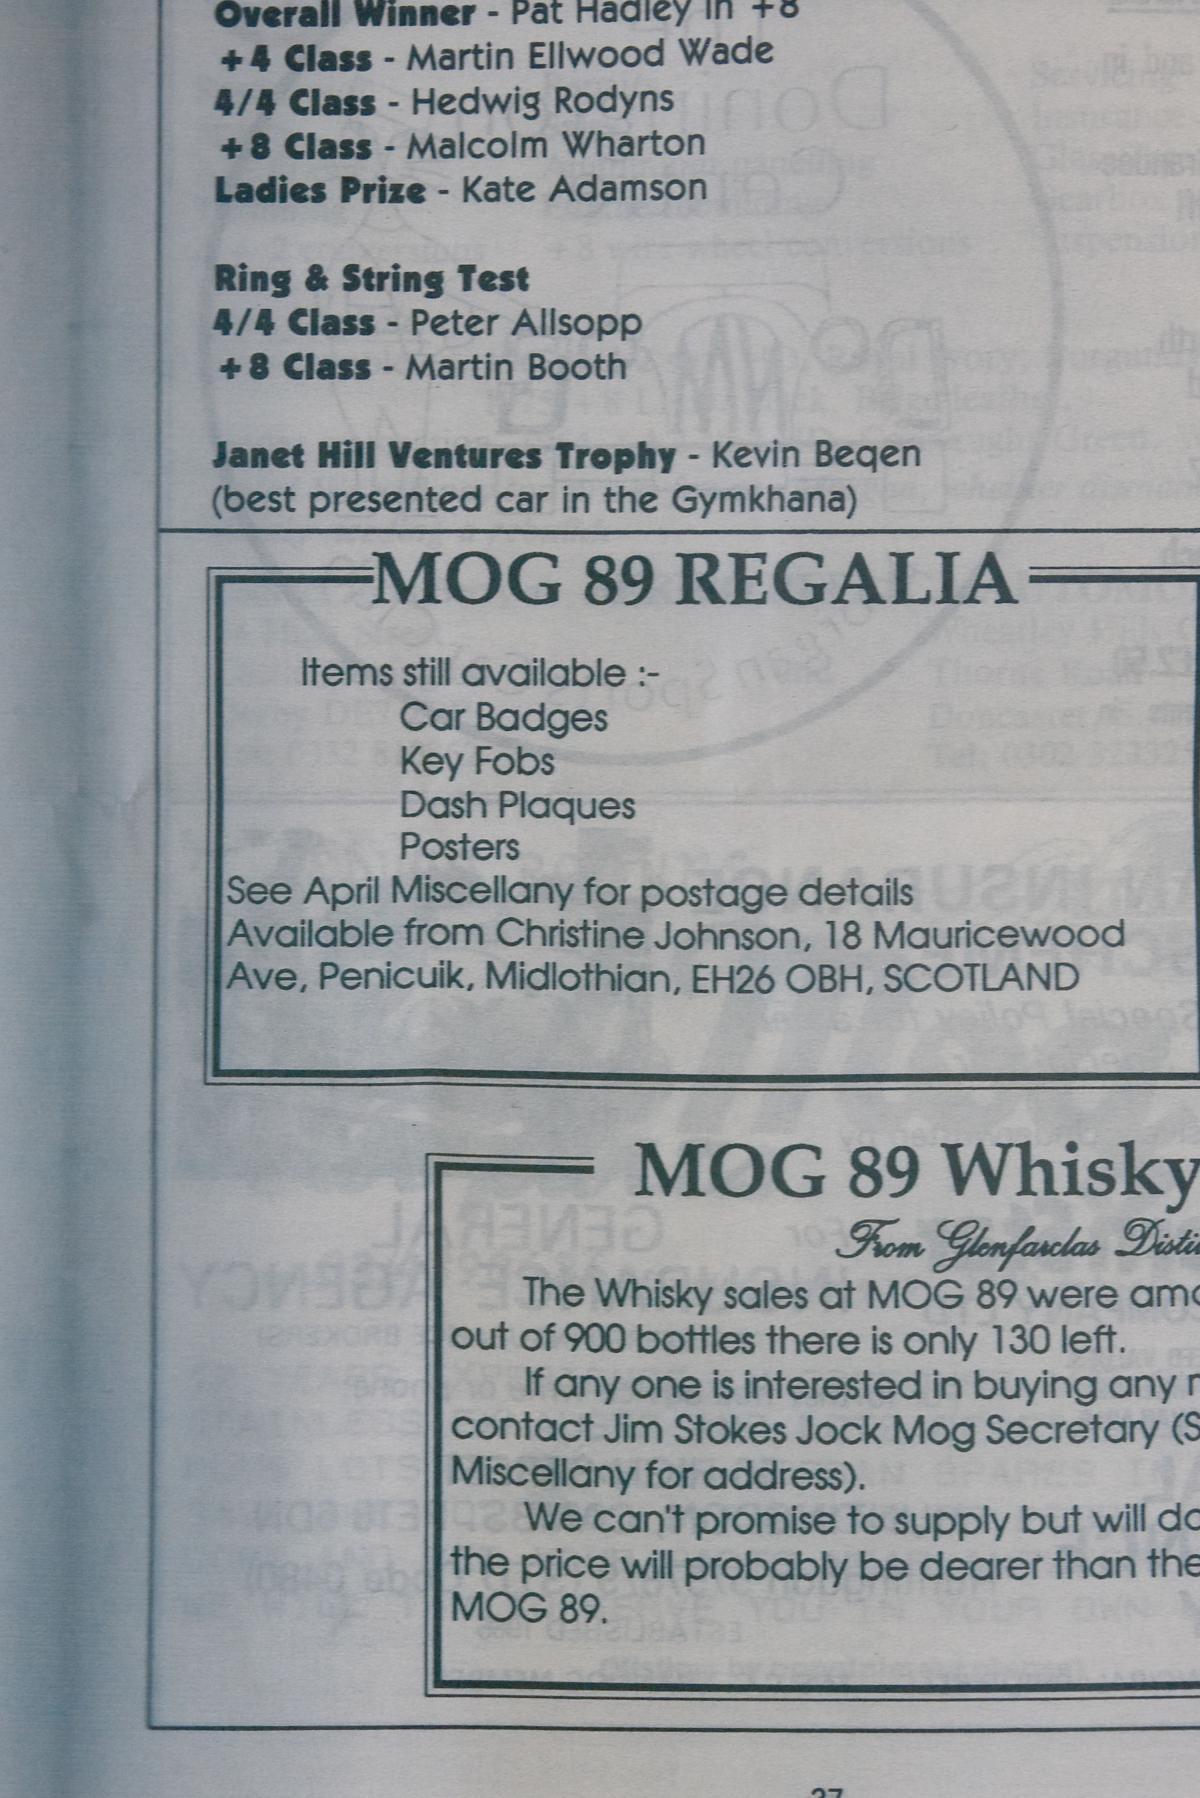 Overall Winner - Pat Hadley in +8
+4 Class - Martin Ellwood Wade
4/4 Class - Hedwig Rodyns
+8 Class - Malcolm Wharton
Ladies Prize - Kate Adamson
Ring & String Test
4/4 Class - Peter Allsopp
+8 Class - Martin Booth
Janet Hill Ventures Trophy - Kevin Beqen
(best presented car in the Gymkhana)
MOG 89 REGALIA
Items still available :-
Car Badges
Key Fobs
Dash Plaques
Posters
See April Miscellany for postage details
Available from Christine Johnson, 18 Mauricewood
Ave, Penicuik, Midlothian, EH26 OBH, SCOTLAND
MOG 89 Whisky
From Glenfarclas
The Whisky sales at MOG 89 were
out of 900 bottles there is only 130 left.
If any one is interested in buying any
contact Jim Stokes Jock Mog Secretary
Miscellany for address).
We can't promise to supply but will
the price will probably be dearer than
MOG 89.